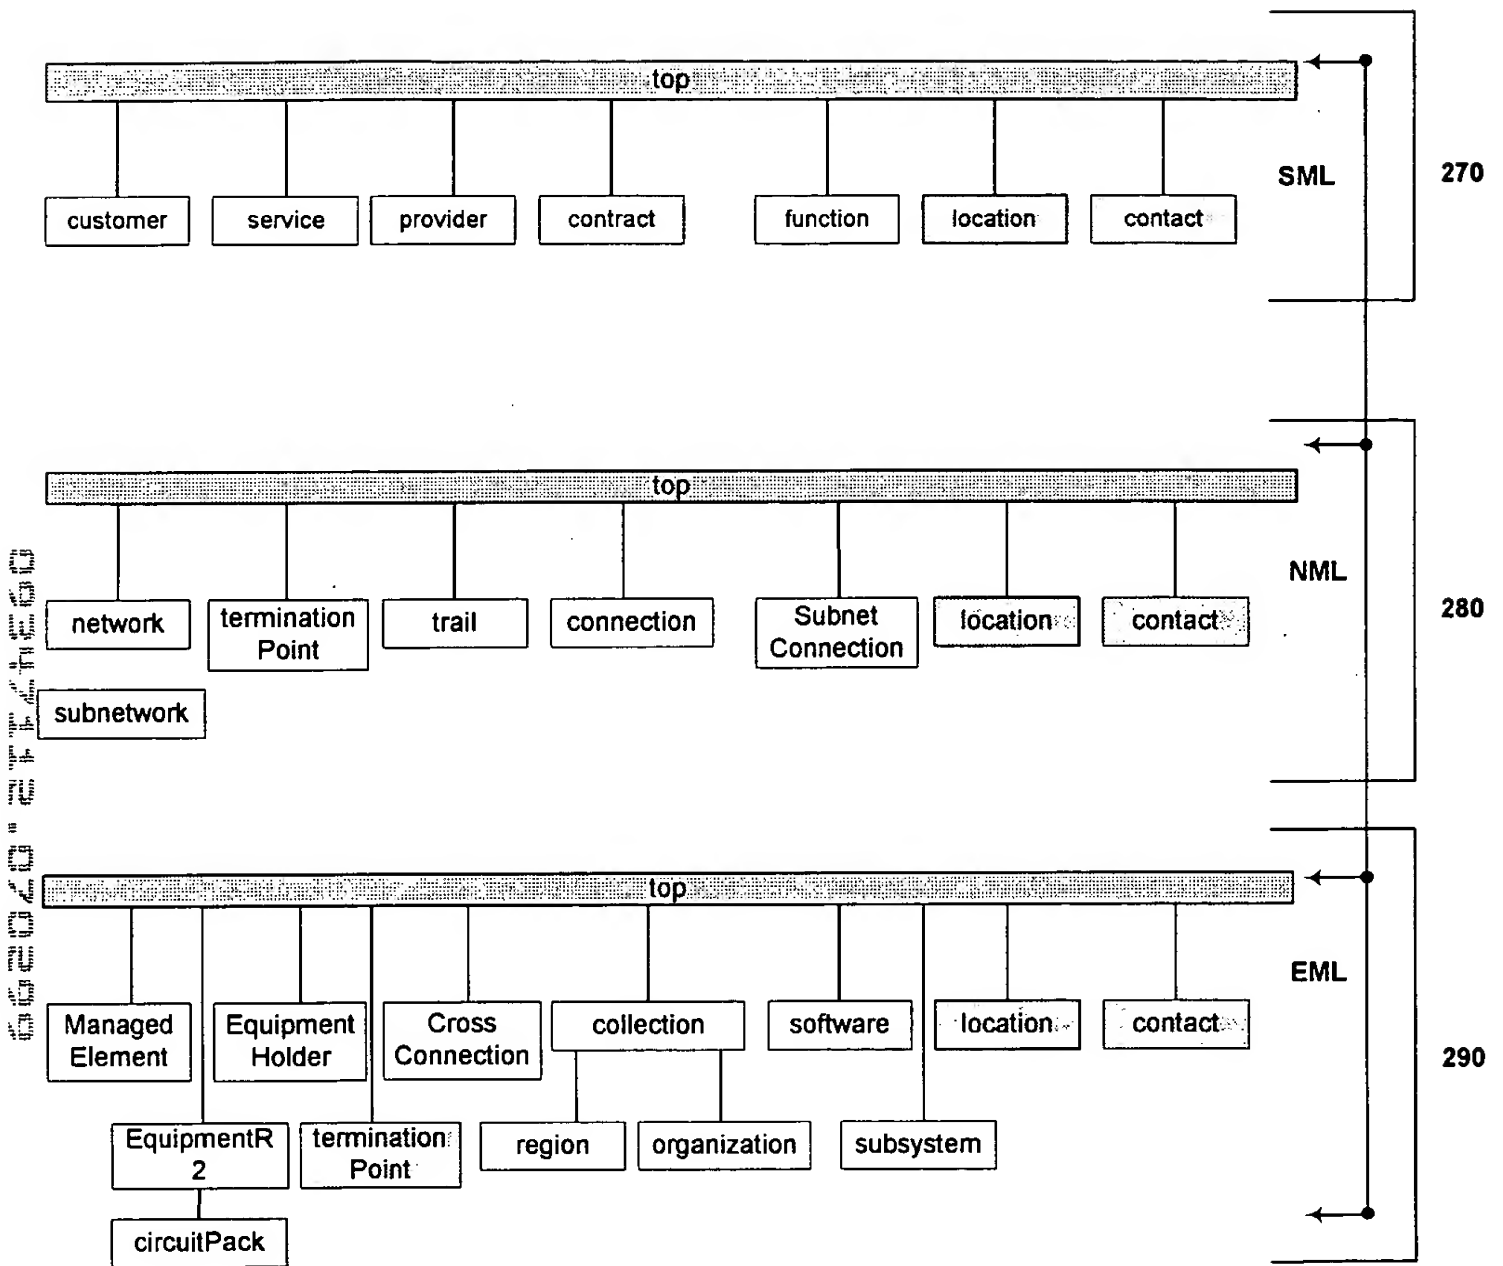 top
SML
270
customer
service
provider
contract
function
location
contact
top
NML
280
network
termination
Point
trail
connection
Subnet
Connection
location
contact
subnetwork
top
EML
290
Managed
Element
Equipment
Holder
Cross
Connection
collection
software
location
contact
EquipmentR
2
termination
Point
region
organization
subsystem
circuitPack